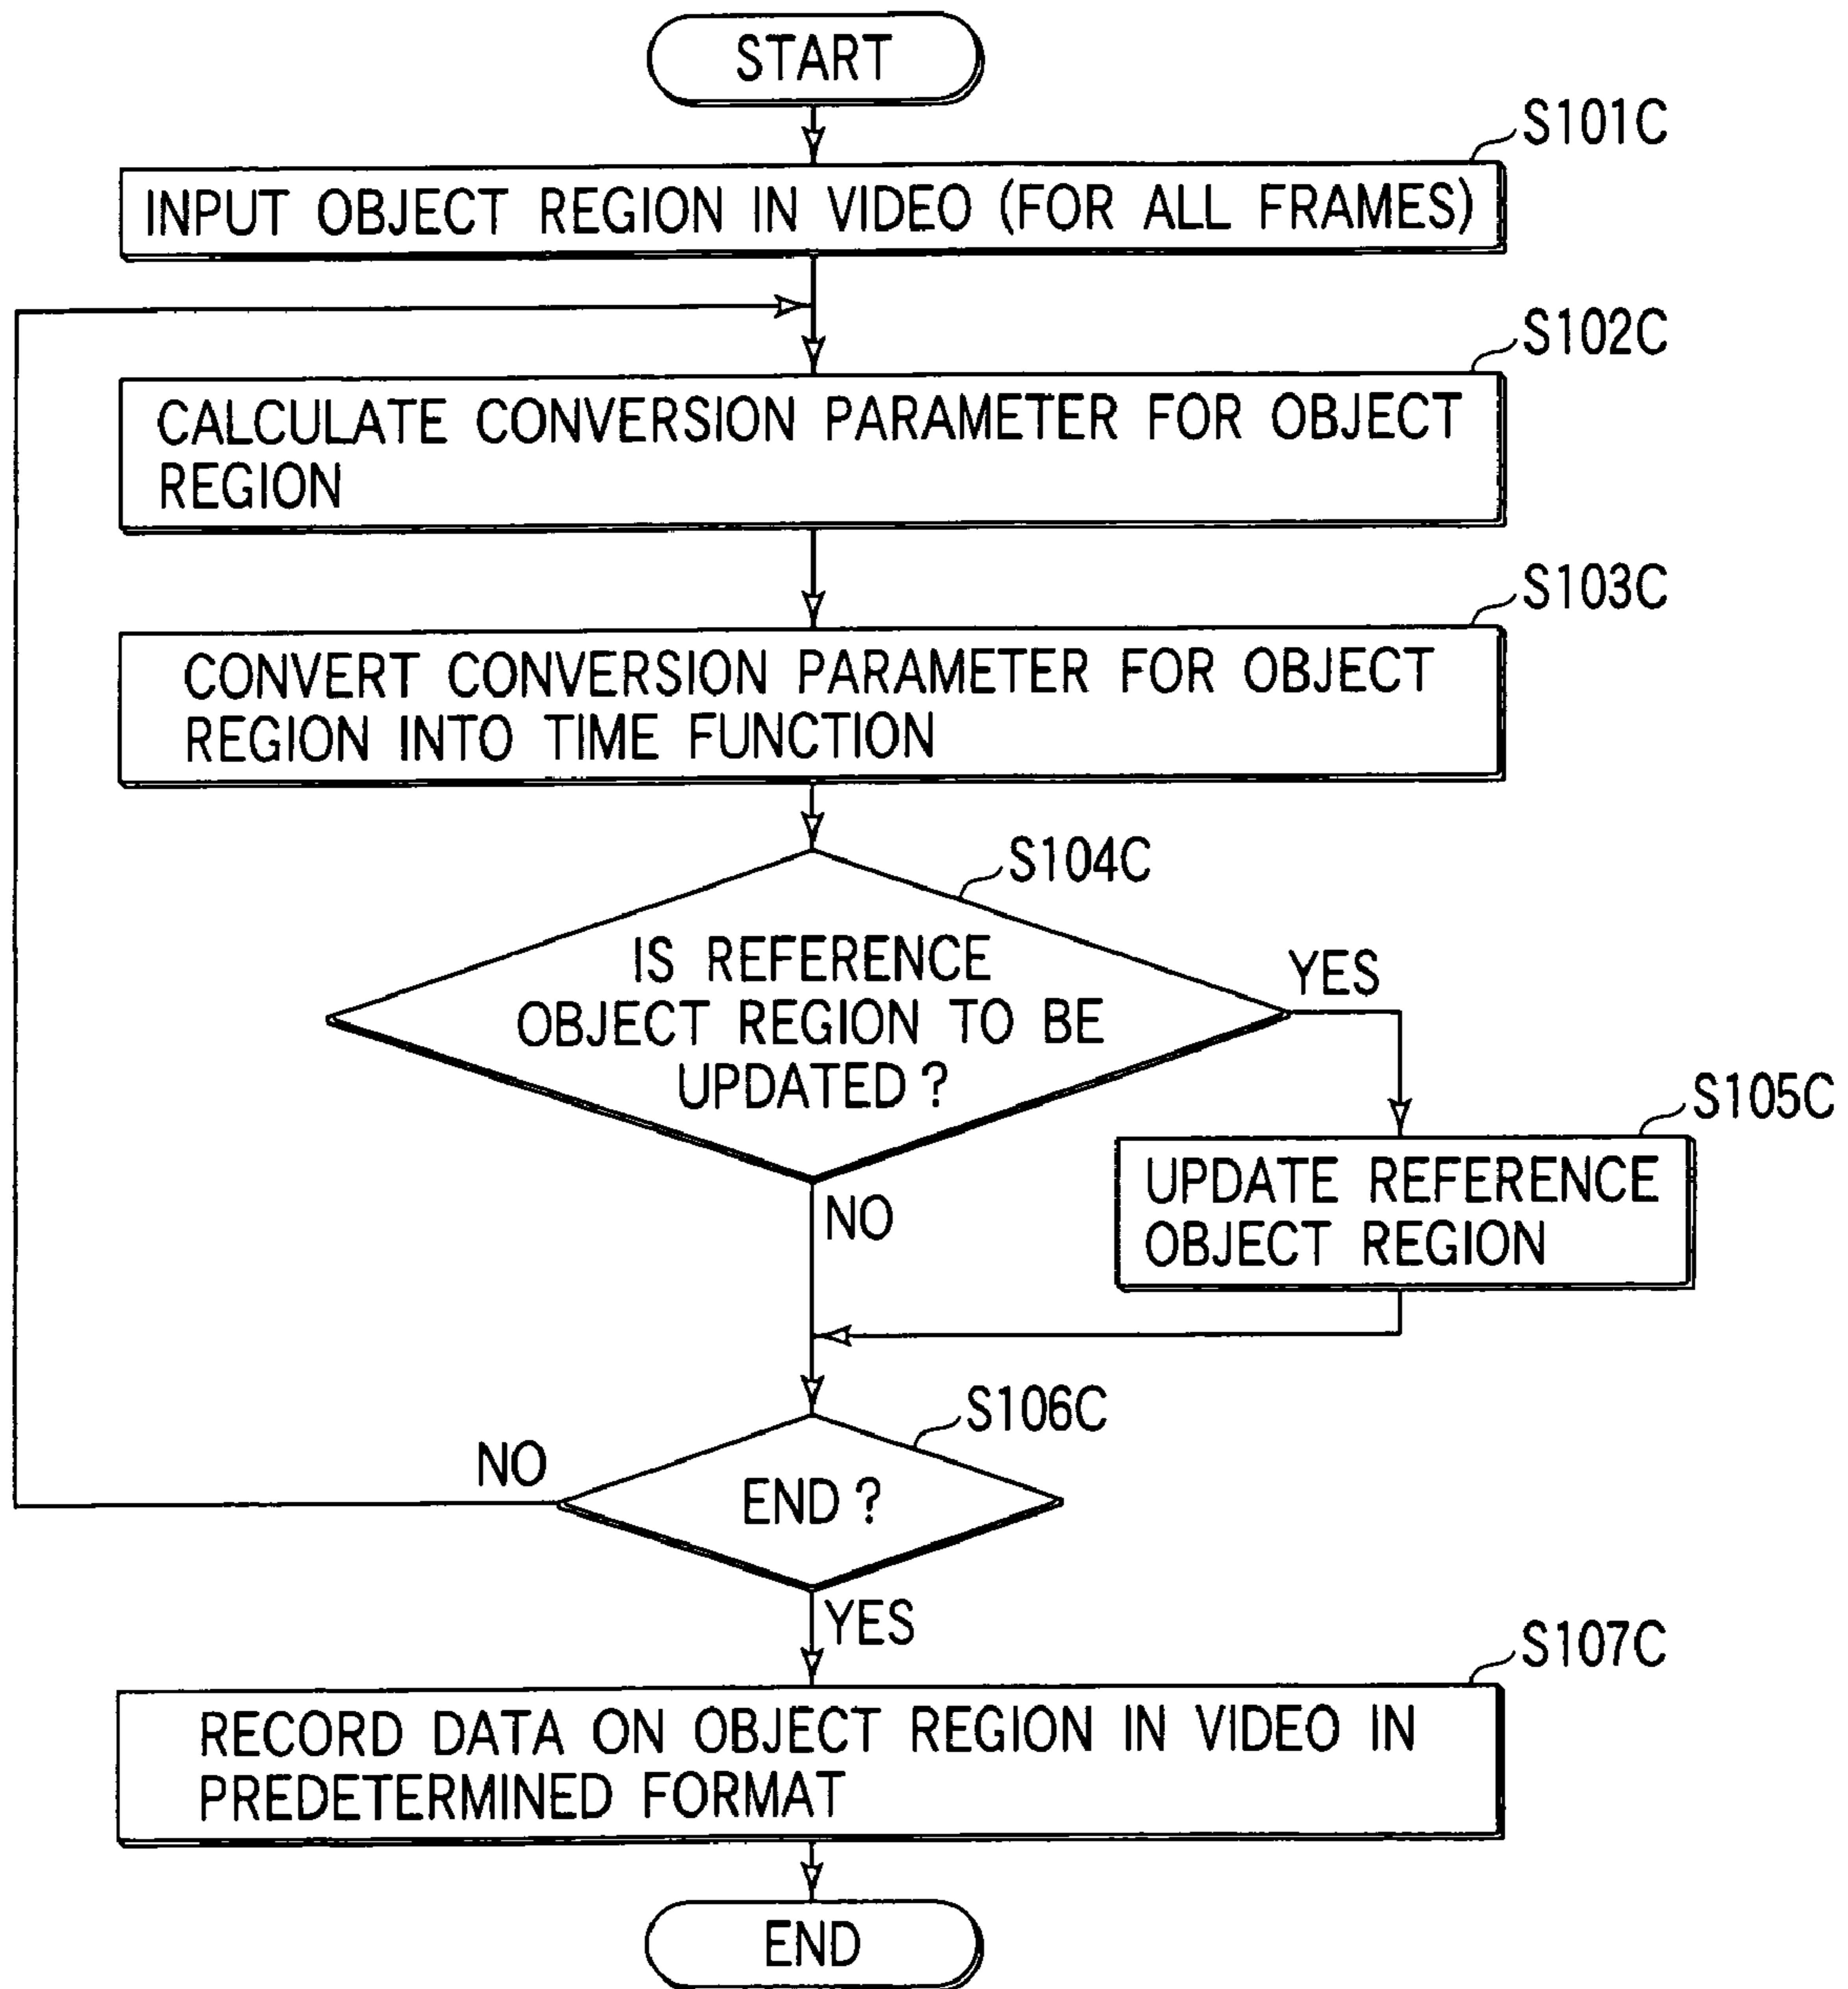 START
S101C
INPUT OBJECT REGION IN VIDEO (FOR ALL FRAMES)
S102C
CALCULATE CONVERSION PARAMETER FOR OBJECT
REGION
S103C
CONVERT CONVERSION PARAMETER FOR OBJECT
REGION INTO TIME FUNCTION
S104C
IS REFERENCE
OBJECT REGION TO BE
UPDATED?
YES
S105C
UPDATE REFERENCE
OBJECT REGION
NO
S106C
NO
END?
YES
S107C
RECORD DATA ON OBJECT REGION IN VIDEO IN
PREDETERMINED FORMAT
END